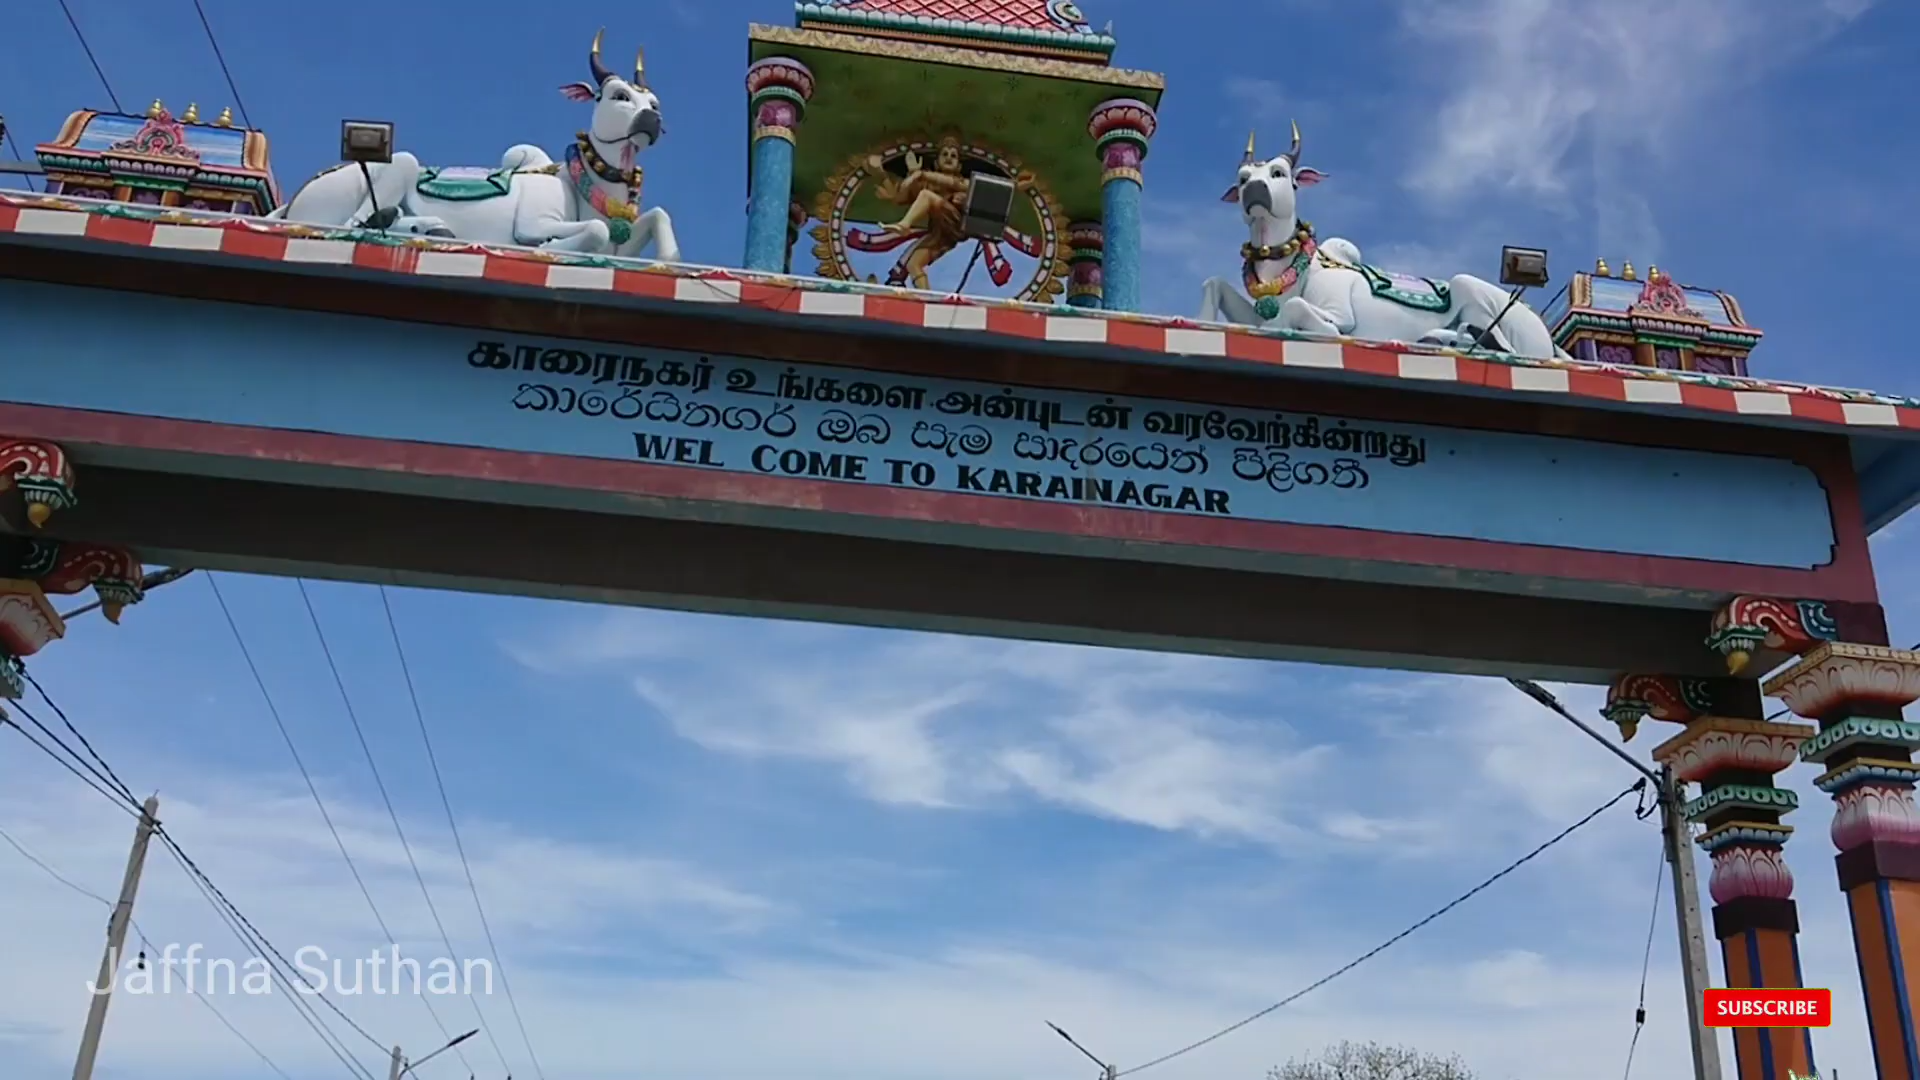 காரைநகர் உங்களை அன்புடன் வரவேற்கின்றது
කාරේයිනගර් ඔබ සැම සාදරයෙන් පිළිගනී
WEL COME TO KARAINAGAR
Jaffna Suthan
SUBSCRIBE